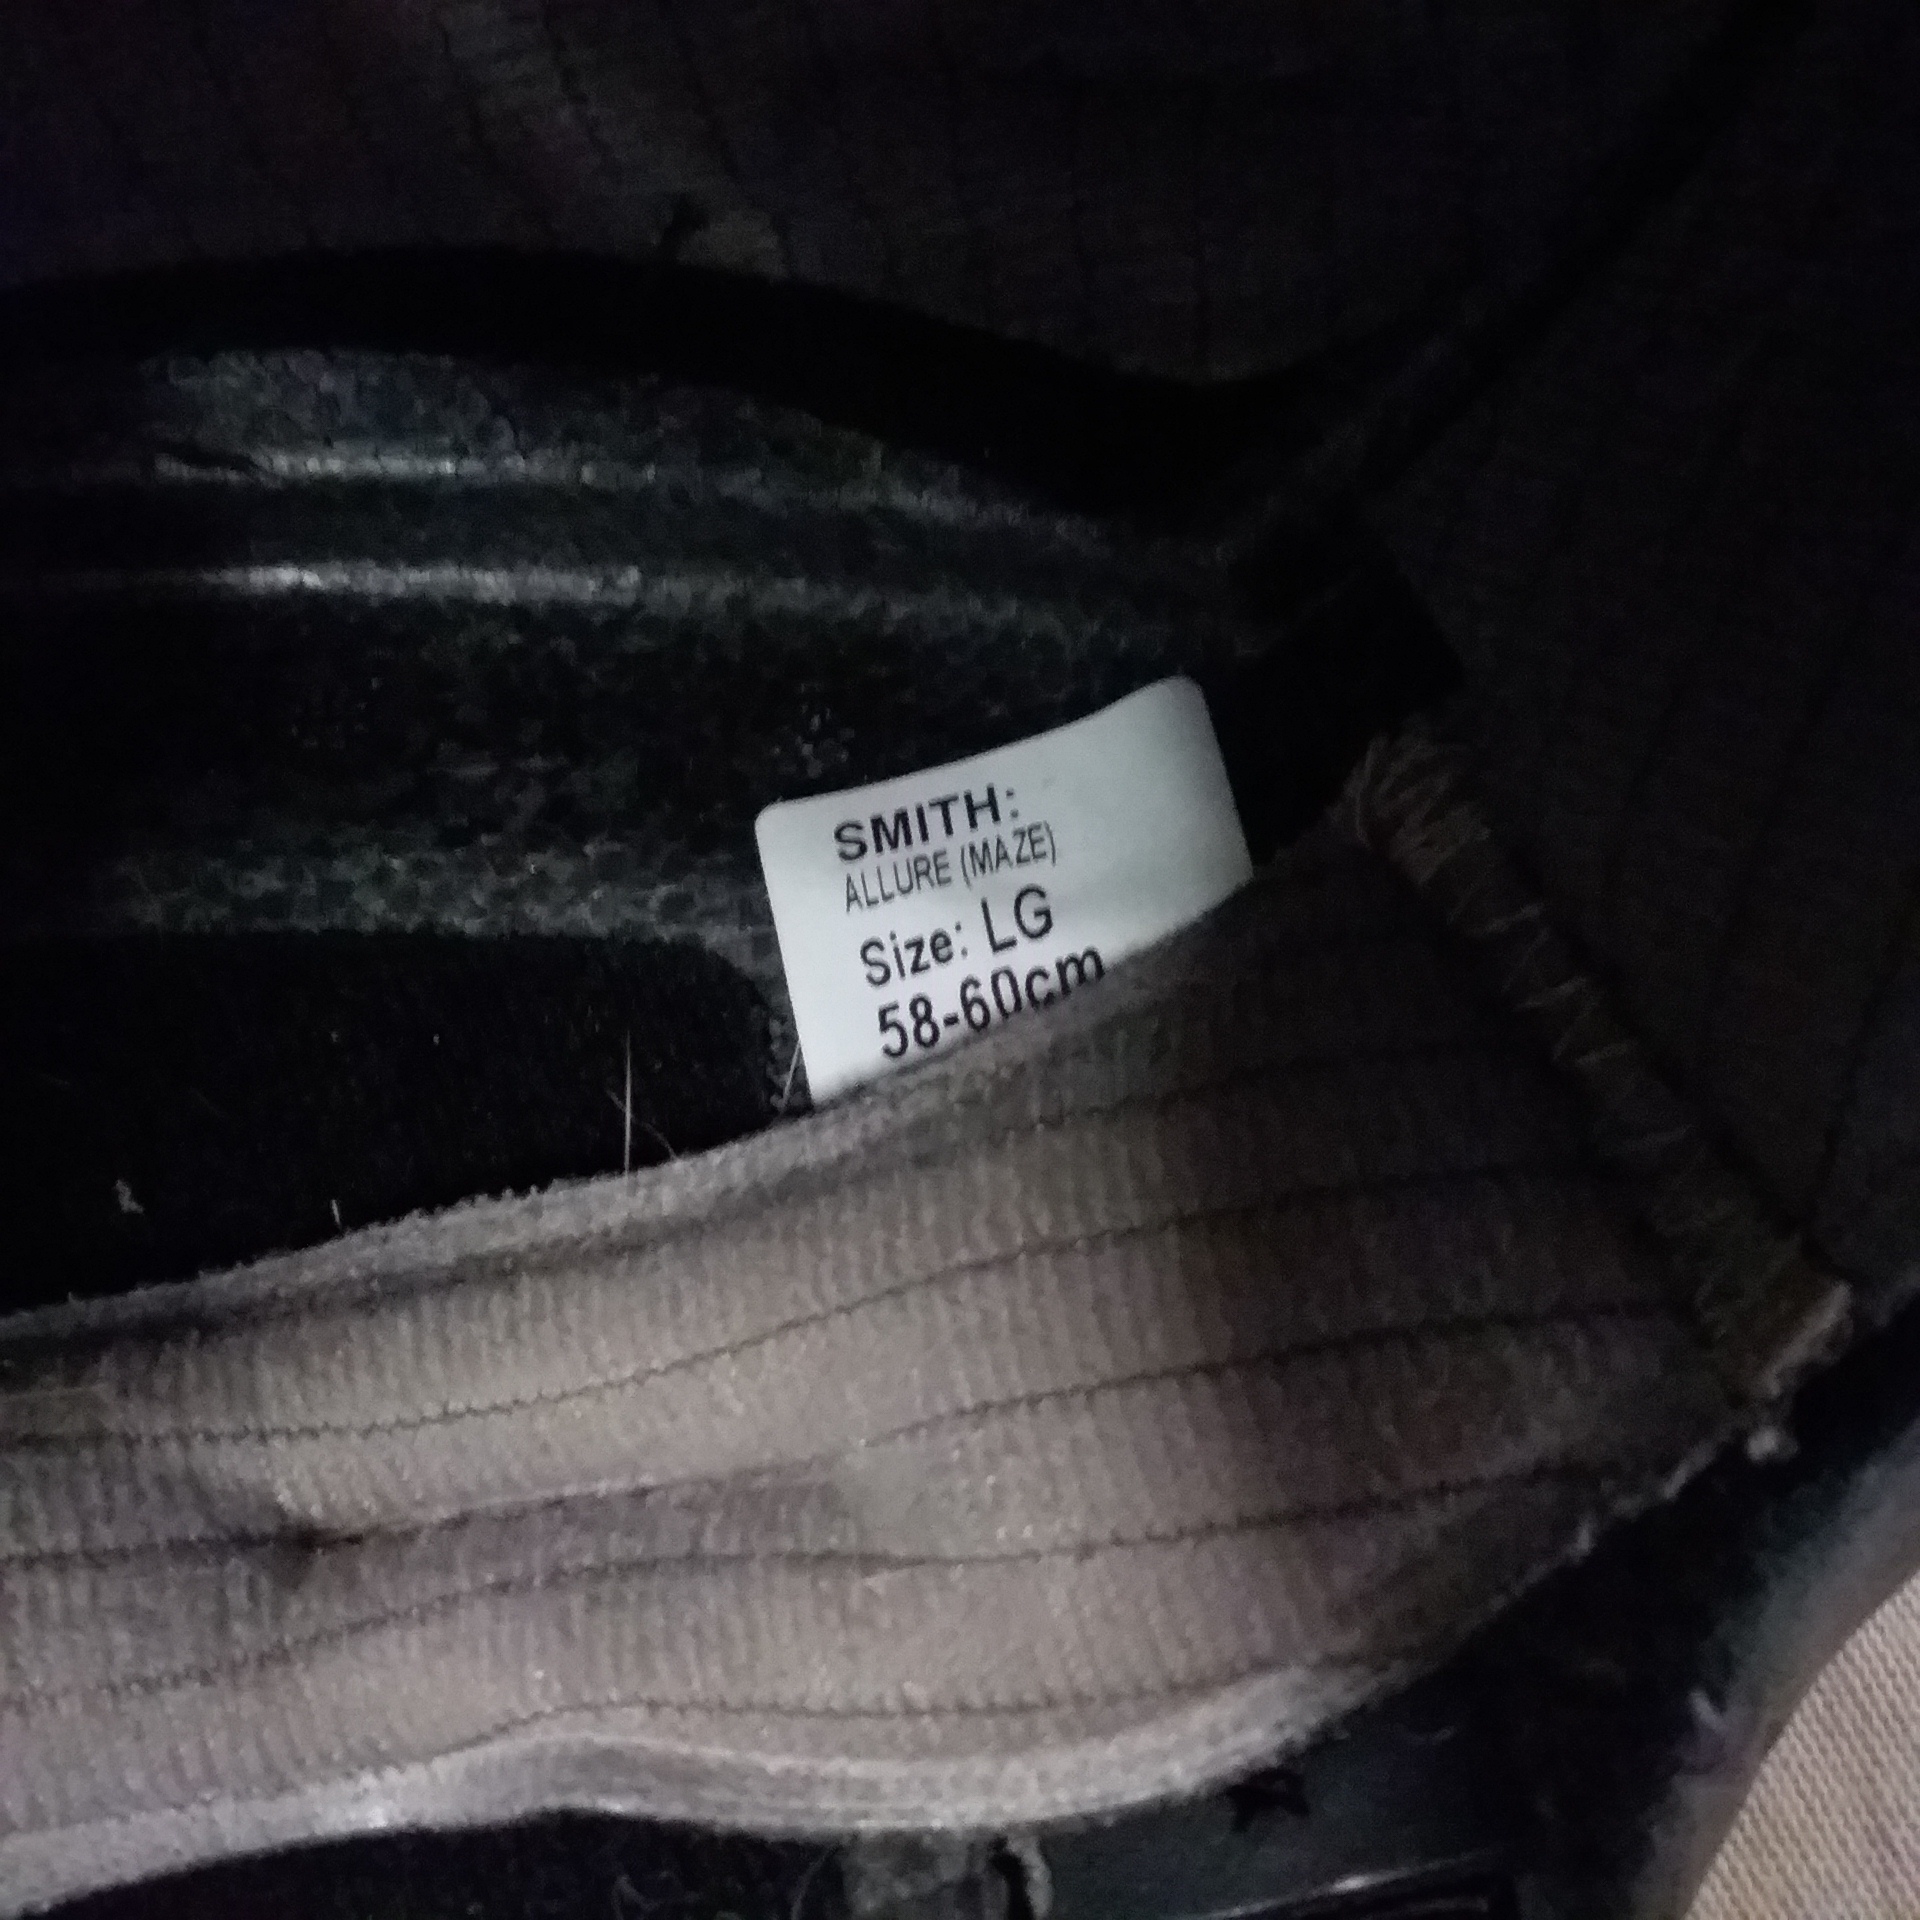 SMITH:
ALLURE (MAZE)
Size: LG
58-60cm